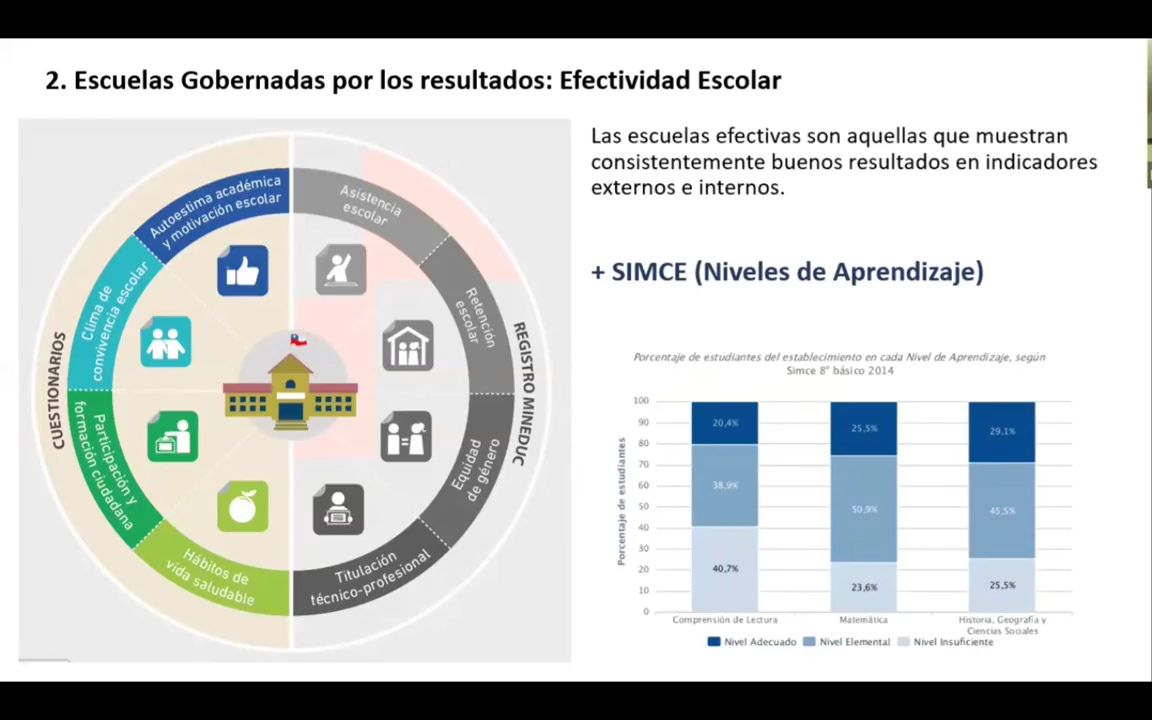 2. Escuelas Gobernadas por los resultados: Efectividad Escolar
CUESTIONARIOS
Autoestima académica
y motivación escolar
Clima de
convivencia escolar
Participación y
formación ciudadana
Hábitos de
vida saludable
Asistencia
escolar
Retención
escolar
Equidad
de género
Titulación
técnico-profesional
REGISTRO MINEDUC
Las escuelas efectivas son aquellas que muestran
consistentemente buenos resultados en indicadores
externos e internos.
+ SIMCE (Niveles de Aprendizaje)
Porcentaje de estudiantes del establecimiento en cada Nivel de Aprendizaje, según
Simce 8° básico 2014
Porcentaje de estudiantes
100
90
80
70
60
50
40
30
20
10
0
20,4%
38,9%
40,7%
25,5%
50,9%
23,6%
29,1%
45,5%
25,5%
Comprensión de Lectura
Matemática
Historia, Geografía y
Ciencias Sociales
Nivel Adecuado
Nivel Elemental
Nivel Insuficiente